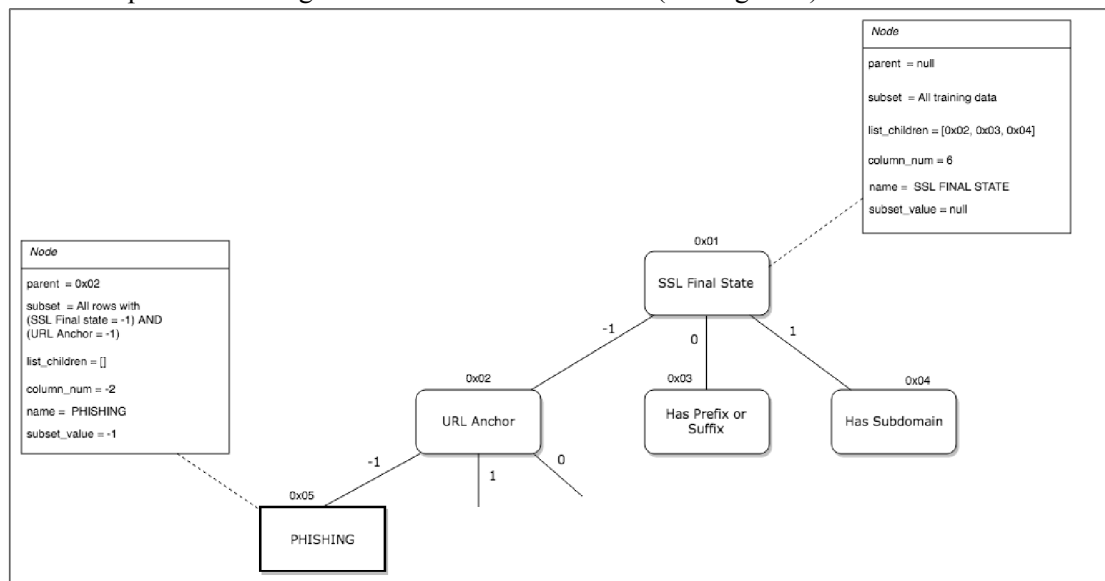 Node
parent = null
subset = All training data
list_children = [0x02, 0x03, 0x04]
column_num = 6
name = SSL FINAL STATE
subset_value = null
0x01
SSL Final State
Node
parent = 0x02
subset = All rows with
(SSL Final state = -1) AND
(URL Anchor = -1)
list_children = []
column_num = -2
name = PHISHING
subset_value = -1
-1
0
1
0x02
0x03
0x04
URL Anchor
Has Prefix or
Suffix
Has Subdomain
-1
1
0
0x05
PHISHING